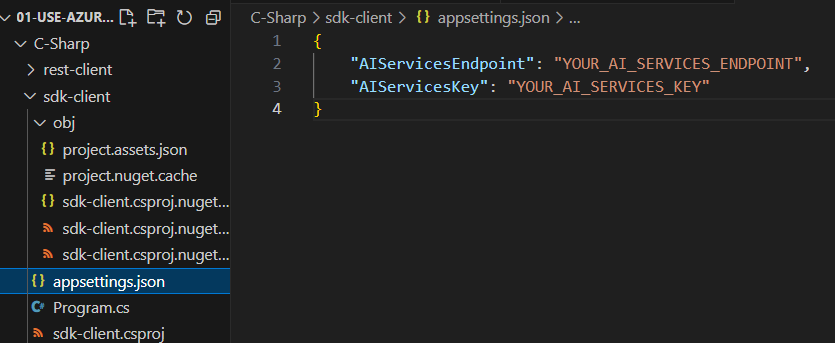 01-USE-AZUR...
C-Sharp
rest-client
sdk-client
obj
project.assets.json
project.nuget.cache
sdk-client.csproj.nuget...
sdk-client.csproj.nuget...
sdk-client.csproj.nuget...
appsettings.json
Program.cs
sdk-client.csproj
C-Sharp > sdk-client > {} appsettings.json > ...
1 {
2 "AIServicesEndpoint": "YOUR_AI_SERVICES_ENDPOINT",
3 "AIServicesKey": "YOUR_AI_SERVICES_KEY"
4 }